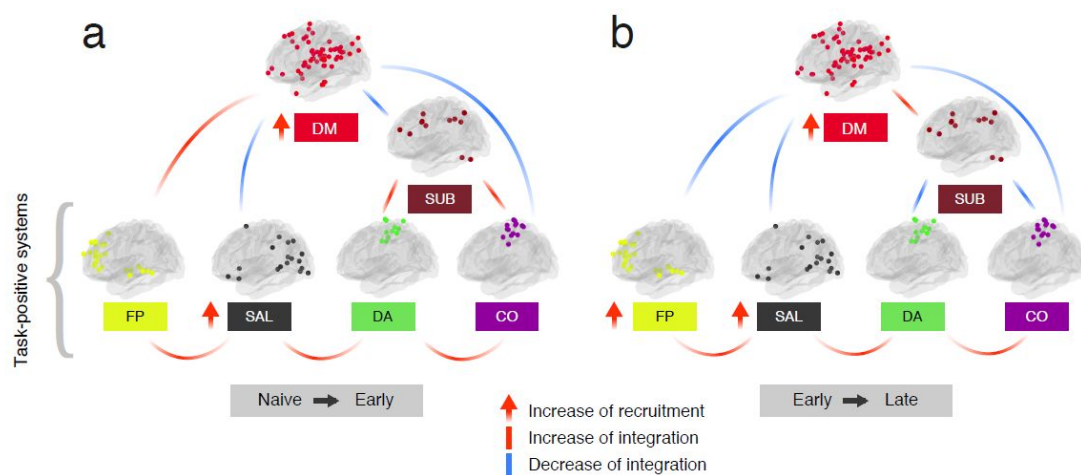 a
b
DM
DM
SUB
SUB
Task-positive systems
FP
SAL
DA
CO
FP
SAL
DA
CO
Naive → Early
Early → Late
Increase of recruitment
Increase of integration
Decrease of integration